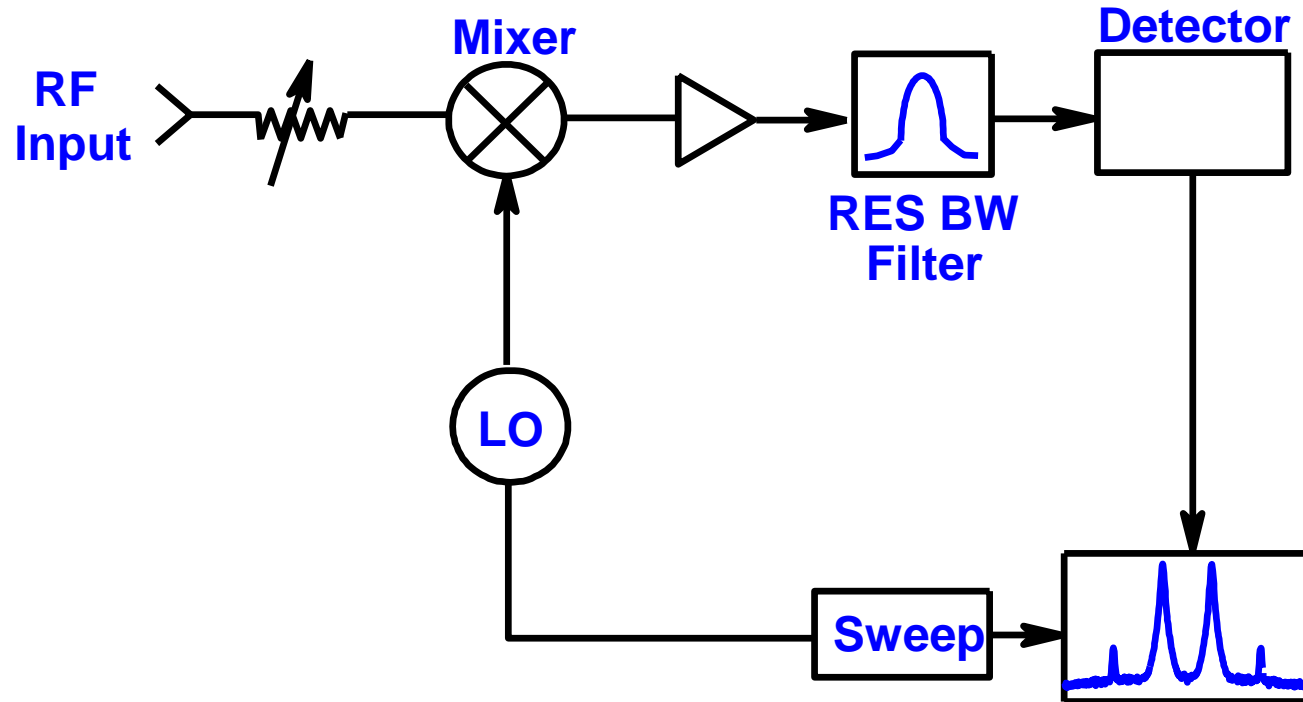 Mixer
Detector
RF
Input
RES BW
Filter
LO
Sweep